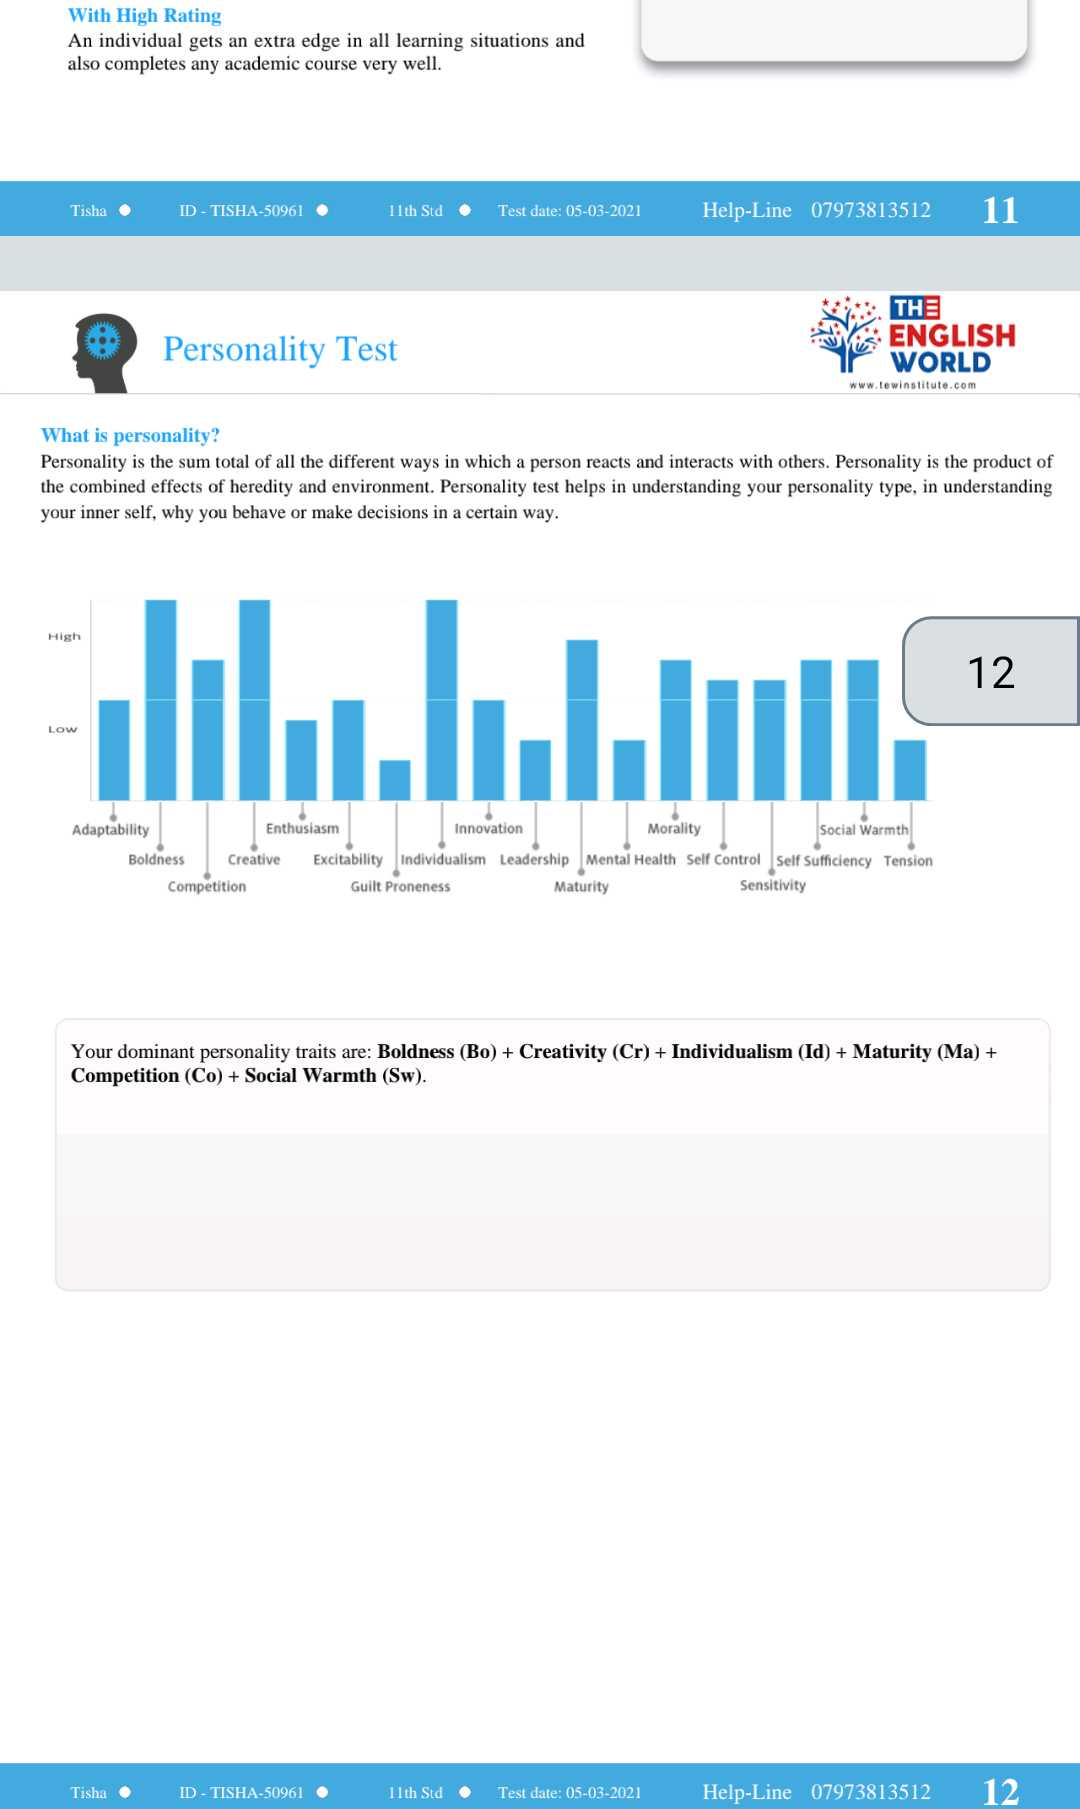 With High Rating
An individual gets an extra edge in all learning situations and
also completes any academic course very well.
Tisha ID - TISHA-50961 11th Std Test date: 05-03-2021 Help-Line 07973813512 11
Personality Test
THE
ENGLISH
WORLD
www.tewinstitute.com
What is personality?
Personality is the sum total of all the different ways in which a person reacts and interacts with others. Personality is the product of
the combined effects of heredity and environment. Personality test helps in understanding your personality type, in understanding
your inner self, why you behave or make decisions in a certain way.
High
12
Low
Adaptability Enthusiasm Innovation Morality Social Warmth
Boldness Creative Excitability Individualism Leadership Mental Health Self Control Self Sufficiency Tension
Competition Guilt Proneness Maturity Sensitivity
Your dominant personality traits are: Boldness (Bo) + Creativity (Cr) + Individualism (Id) + Maturity (Ma) +
Competition (Co) + Social Warmth (Sw).
Tisha ID - TISHA-50961 11th Std Test date: 05-03-2021 Help-Line 07973813512 12